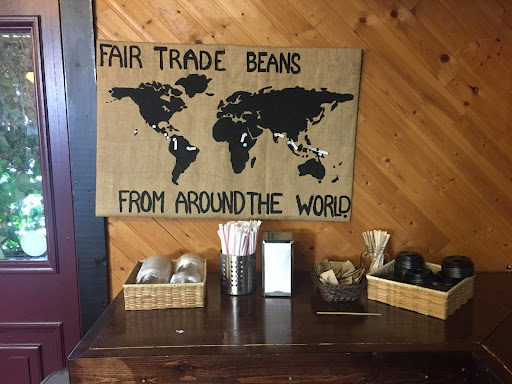 FAIR TRADE BEANS
FROM AROUND THE WORLD